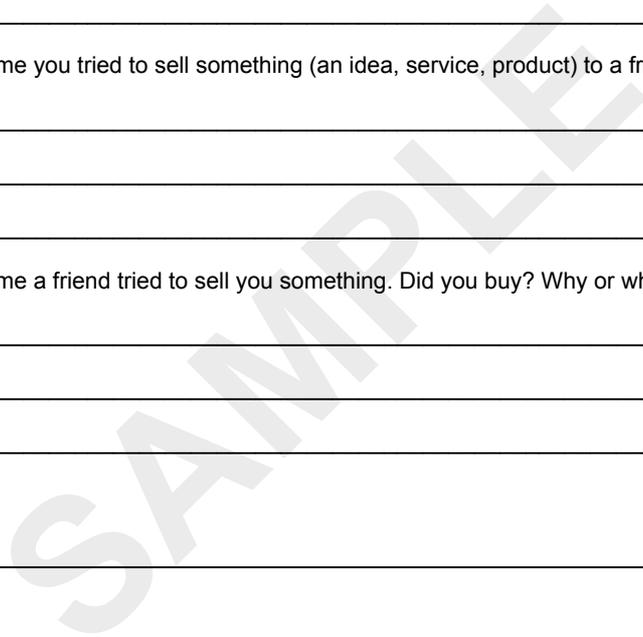 me you tried to sell something (an idea, service, product) to a fr
me a friend tried to sell you something. Did you buy? Why or wh
SAMPLE